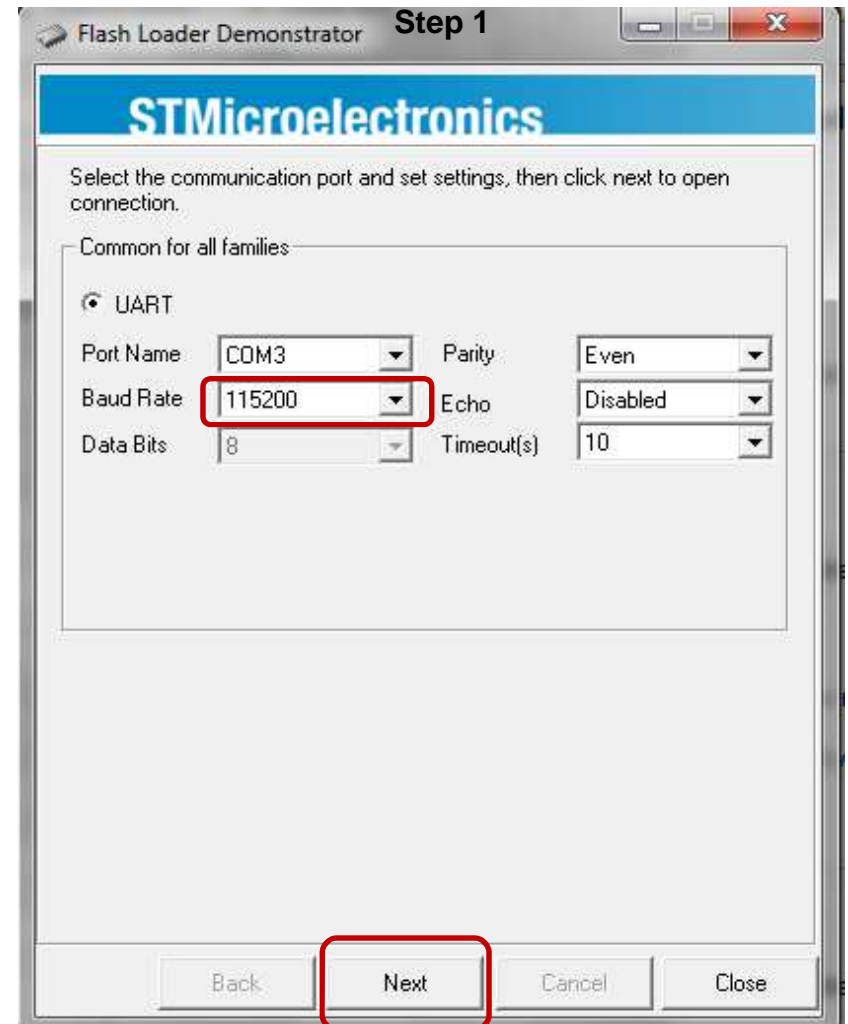 Flash Loader Demonstrator Step 1
STMicroelectronics
Select the communication port and set settings, then click next to open
connection.
Common for all families
UART
Port Name COM3 Parity Even
Baud Rate 115200 Echo Disabled
Data Bits 8 Timeout(s) 10
Back Next Cancel Close